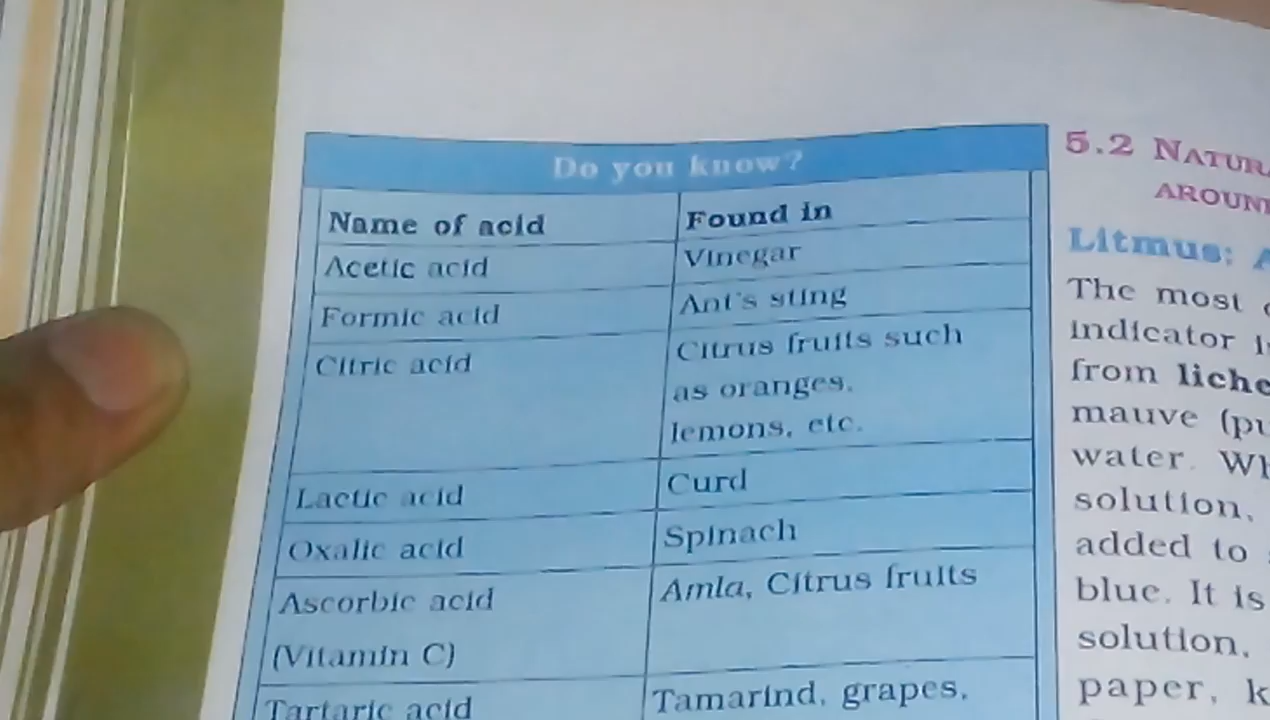 Do you know?
Name of acid Found in
Acetic acid Vinegar
Formic acid Ant's sting
Citric acid Citrus fruits such
as oranges,
lemons, etc.
Lactic acid Curd
Oxalic acid Spinach
Ascorbic acid Amla, Citrus fruits
(Vitamin C)
Tartaric acid Tamarind, grapes,
5.2 NATURA
AROUN
Litmus: A
The most
indicator i
from liche
mauve (pu
water. Wh
solution,
added to
blue. It is
solution,
paper, k